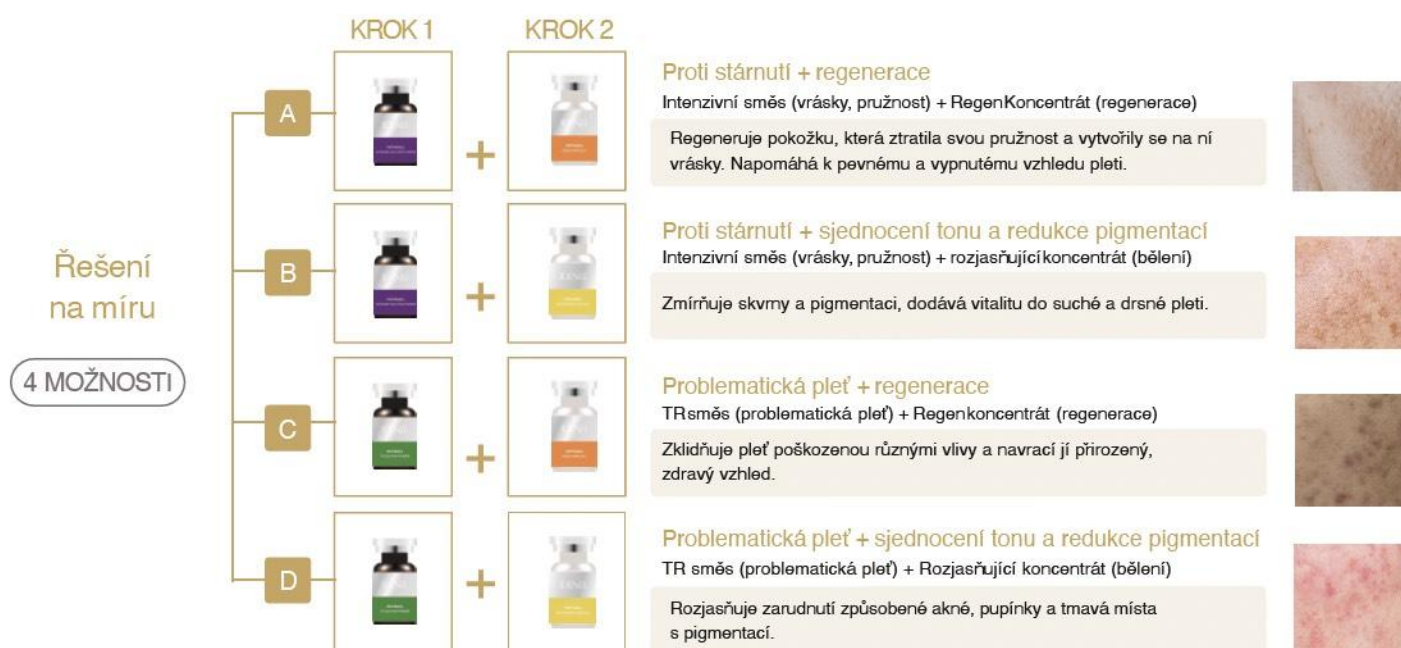 KROK 1
KROK 2
Řešení
na míru
4 MOŽNOSTI
A
Proti stárnutí + regenerace
Intenzivní směs (vrásky, pružnost) + RegenKoncentrát (regenerace)
Regeneruje pokožku, která ztratila svou pružnost a vytvořily se na ní
vrásky. Napomáhá k pevnému a vypnutému vzhledu pleti.
B
Proti stárnutí + sjednocení tonu a redukce pigmentací
Intenzivní směs (vrásky, pružnost) + rozjasňující koncentrát (bělení)
Zmírňuje skvrny a pigmentaci, dodává vitalitu do suché a drsné pleti.
C
Problematická pleť + regenerace
TR směs (problematická pleť) + Regen koncentrát (regenerace)
Zklidňuje pleť poškozenou různými vlivy a navrací jí přirozený,
zdravý vzhled.
D
Problematická pleť + sjednocení tonu a redukce pigmentací
TR směs (problematická pleť) + Rozjasňující koncentrát (bělení)
Rozjasňuje zarudnutí způsobené akné, pupínky a tmavá místa
s pigmentací.